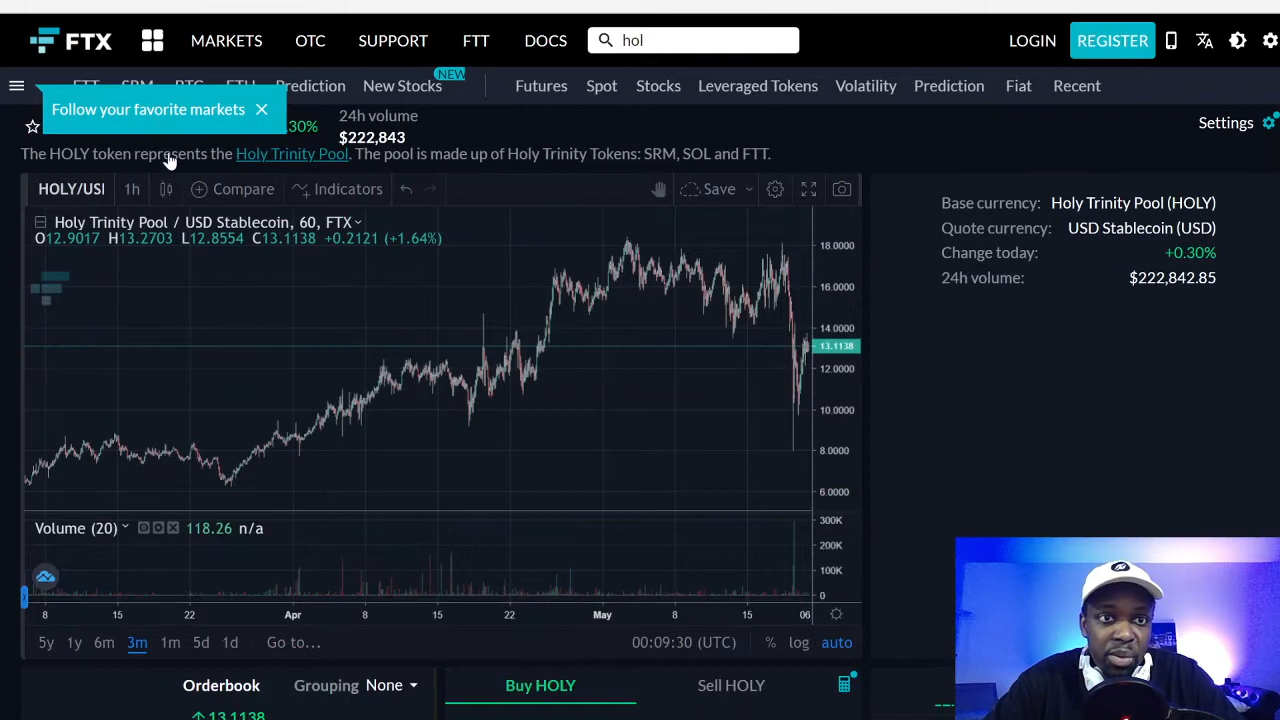 FTX MARKETS OTC SUPPORT FTT DOCS hol LOGIN REGISTER
NEW
FTT SRM BTC ETH Prediction New Stocks Futures Spot Stocks Leveraged Tokens Volatility Prediction Fiat Recent
Follow your favorite markets
24h volume
.30% $222,843
Settings
The HOLY token represents the Holy Trinity Pool. The pool is made up of Holy Trinity Tokens: SRM, SOL and FTT.
HOLY/USI 1h Compare Indicators Save
Holy Trinity Pool / USD Stablecoin, 60, FTX
O12.9017 H13.2703 L12.8554 C13.1138 +0.2121 (+1.64%)
18.0000
16.0000
14.0000
13.1138
12.0000
10.0000
8.0000
6.0000
Volume (20) 118.26 n/a
300K
200K
100K
0
8 15 22 Apr 8 15 22 May 8 15 06
5y 1y 6m 3m 1m 5d 1d Go to... 00:09:30 (UTC) % log auto
Base currency: Holy Trinity Pool (HOLY)
Quote currency: USD Stablecoin (USD)
Change today: +0.30%
24h volume: $222,842.85
Orderbook Grouping None Buy HOLY Sell HOLY
↑13.1138